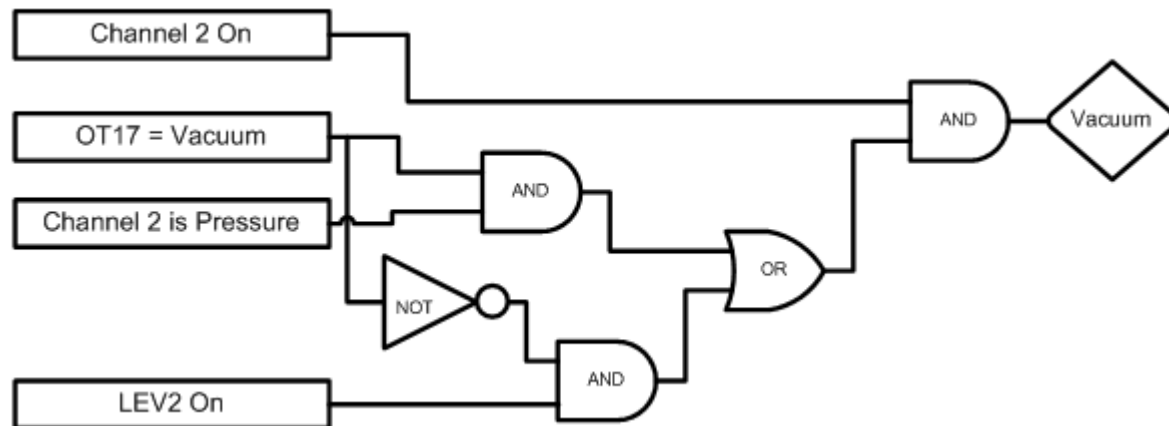 Channel 2 On
AND
Vacuum
OT17 = Vacuum
AND
Channel 2 is Pressure
OR
NOT
AND
LEV2 On